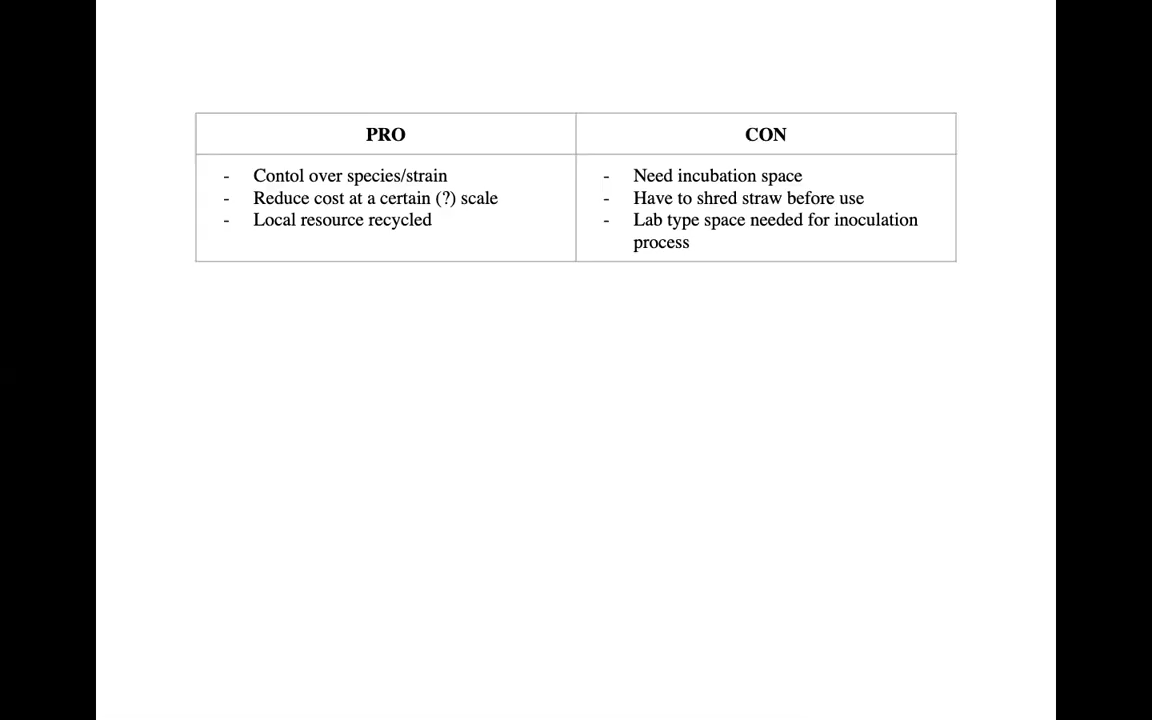 PRO
CON
- Contol over species/strain
- Reduce cost at a certain (?) scale
- Local resource recycled
- Need incubation space
- Have to shred straw before use
- Lab type space needed for inoculation
process